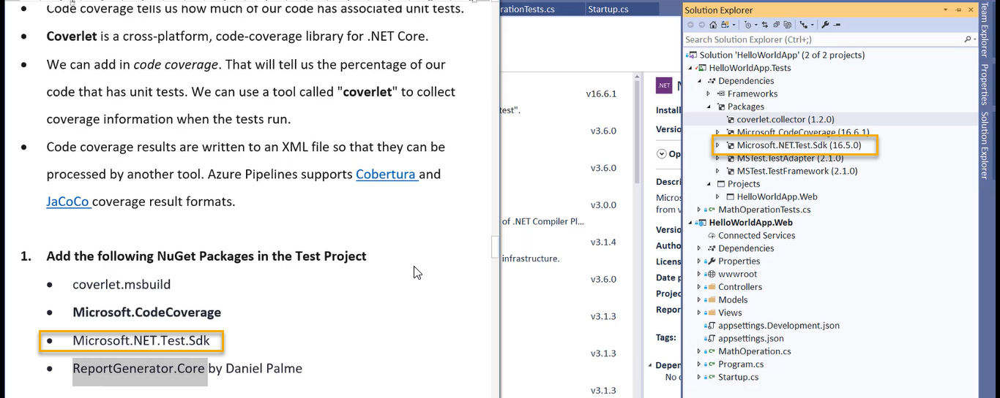 Code coverage tells us how much of our code has associated unit tests.
Coverlet is a cross-platform, code-coverage library for .NET Core.
We can add in code coverage. That will tell us the percentage of our
code that has unit tests. We can use a tool called "coverlet" to collect
coverage information when the tests run.
Code coverage results are written to an XML file so that they can be
processed by another tool. Azure Pipelines supports Cobertura and
JaCoCo coverage result formats.
1. Add the following NuGet Packages in the Test Project
coverlet.msbuild
Microsoft.CodeCoverage
Microsoft.NET.Test.Sdk
ReportGenerator.Core by Daniel Palme
rationTests.cs
Startup.cs
v16.6.1
test".
v3.6.0
v3.6.0
v3.0.0
of .NET Compiler Pl...
v3.1.4
infrastructure.
v3.6.0
v3.1.3
v3.1.3
v3.1.3
.NET
Install
Versio
Op
Descri
Micros
from v
Versio
Autho
Licens
Date p
Projec
Repor
Tags:
Depen
No c
Solution Explorer
Search Solution Explorer (Ctrl+;)
Solution 'HelloWorldApp' (2 of 2 projects)
HelloWorldApp.Tests
Dependencies
Frameworks
Packages
coverlet.collector (1.2.0)
Microsoft.CodeCoverage (16.6.1)
Microsoft.NET.Test.Sdk (16.5.0)
MSTest.TestAdapter (2.1.0)
MSTest.TestFramework (2.1.0)
Projects
HelloWorldApp.Web
MathOperationTests.cs
HelloWorldApp.Web
Connected Services
Dependencies
Properties
wwwroot
Controllers
Models
Views
appsettings.Development.json
appsettings.json
MathOperation.cs
Program.cs
Startup.cs
Team Explorer
Properties
Solution Explorer